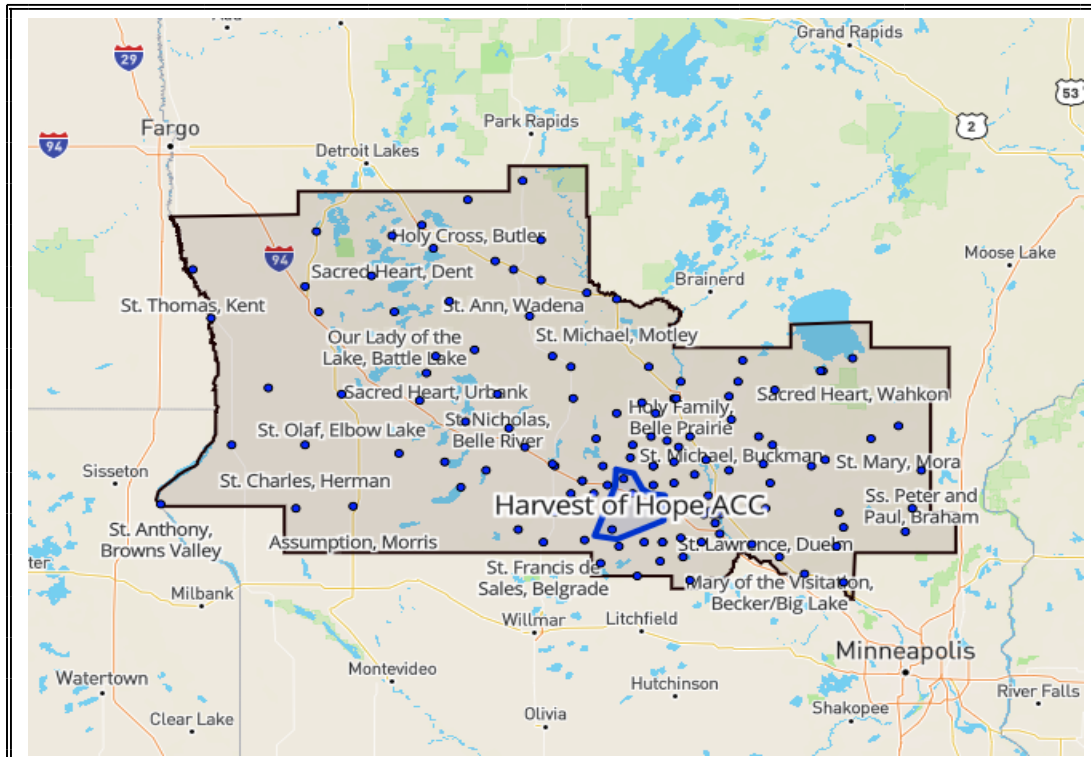 Grand Rapids
29
53
2
Fargo
Park Rapids
94
Detroit Lakes
Holy Cross, Butler
Moose Lake
94
Sacred Heart, Dent
Brainerd
St. Thomas, Kent
St. Ann, Wadena
Our Lady of the
Lake, Battle Lake
St. Michael, Motley
Sacred Heart, Urbank
Sacred Heart, Wahkon
Holy Family,
Belle Prairie
St. Nicholas,
Belle River
St. Olaf, Elbow Lake
St. Michael, Buckman
St. Mary, Mora
Sisseton
St. Charles, Herman
Harvest of Hope ACC
Ss. Peter and
Paul, Braham
St. Anthony,
Browns Valley
Assumption, Morris
St. Lawrence, Duelm
ter
St. Francis de
Sales, Belgrade
Mary of the Visitation,
Becker/Big Lake
Milbank
Willmar
Litchfield
Minneapolis
Montevideo
Watertown
Hutchinson
River Falls
Clear Lake
Olivia
Shakopee